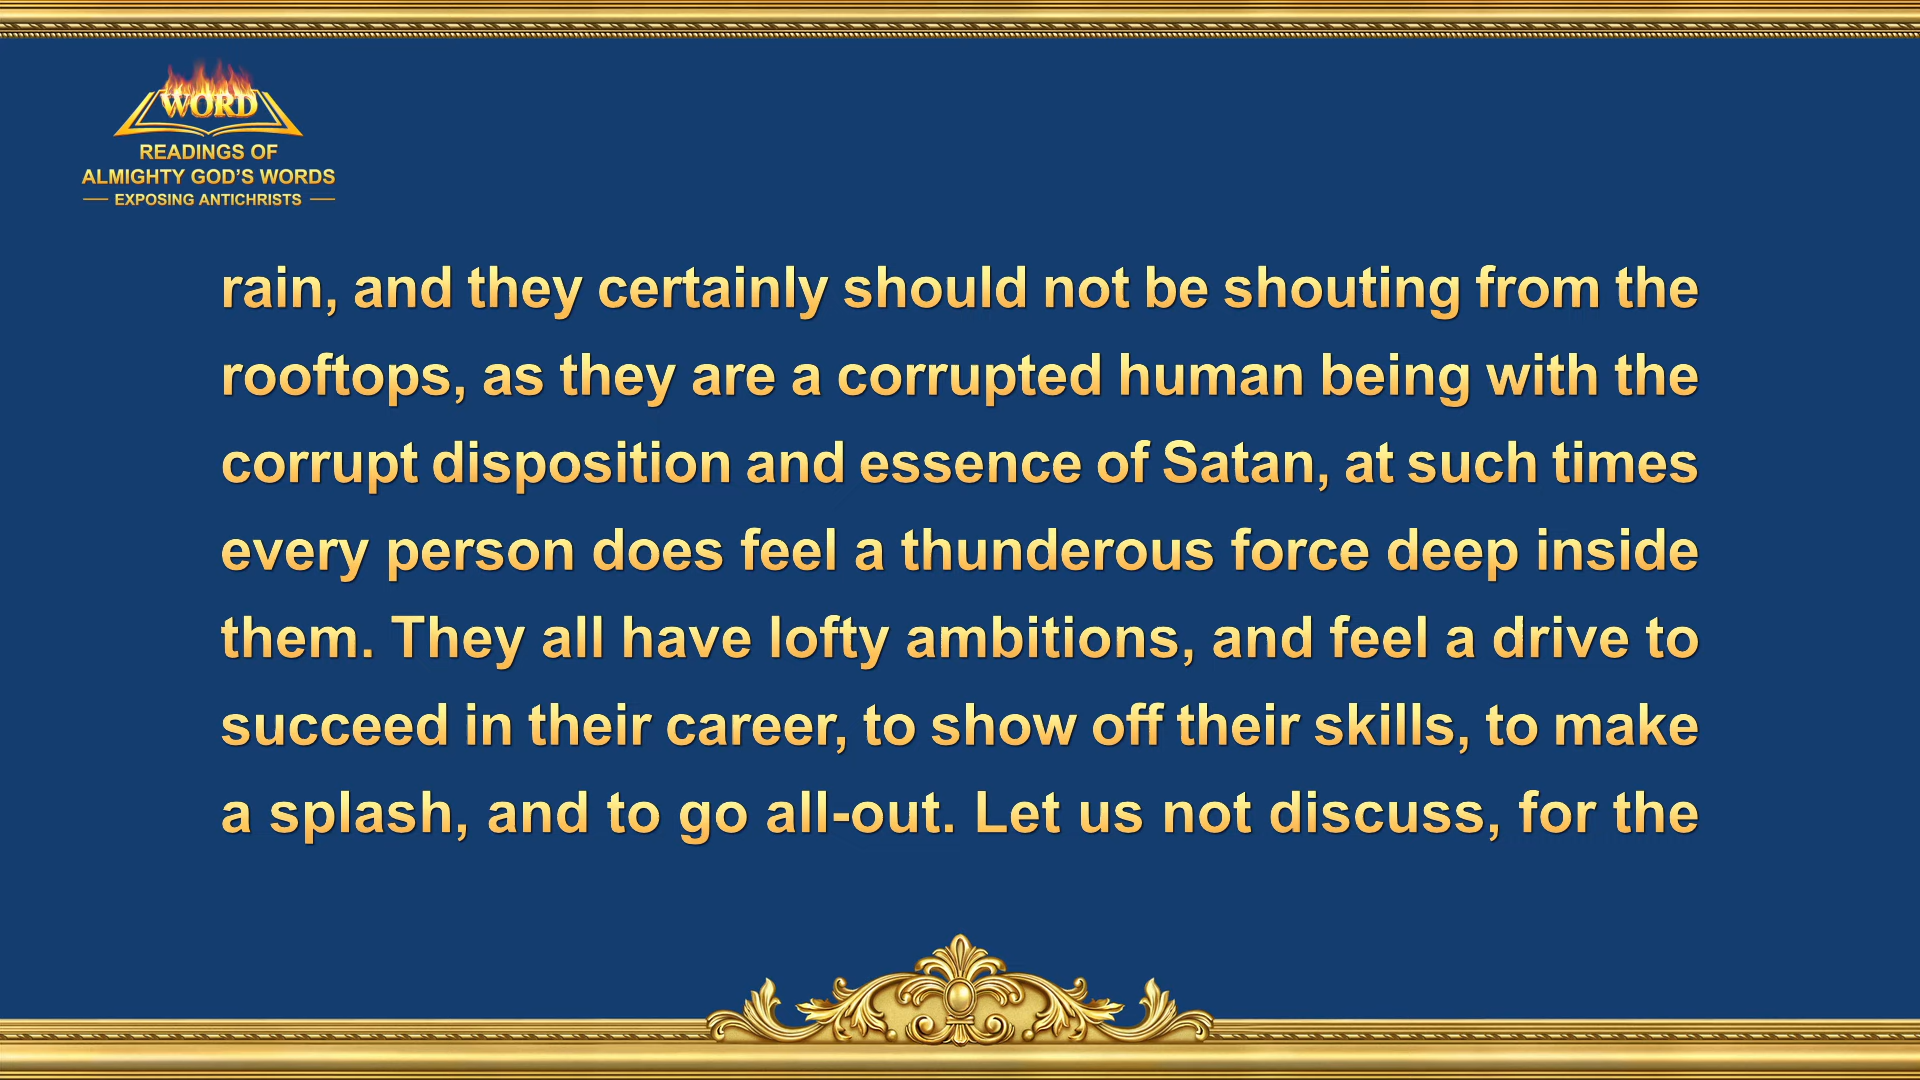 WORD
READINGS OF
ALMIGHTY GOD'S WORDS
EXPOSING ANTICHRISTS
rain, and they certainly should not be shouting from the
rooftops, as they are a corrupted human being with the
corrupt disposition and essence of Satan, at such times
every person does feel a thunderous force deep inside
them. They all have lofty ambitions, and feel a drive to
succeed in their career, to show off their skills, to make
a splash, and to go all-out. Let us not discuss, for the